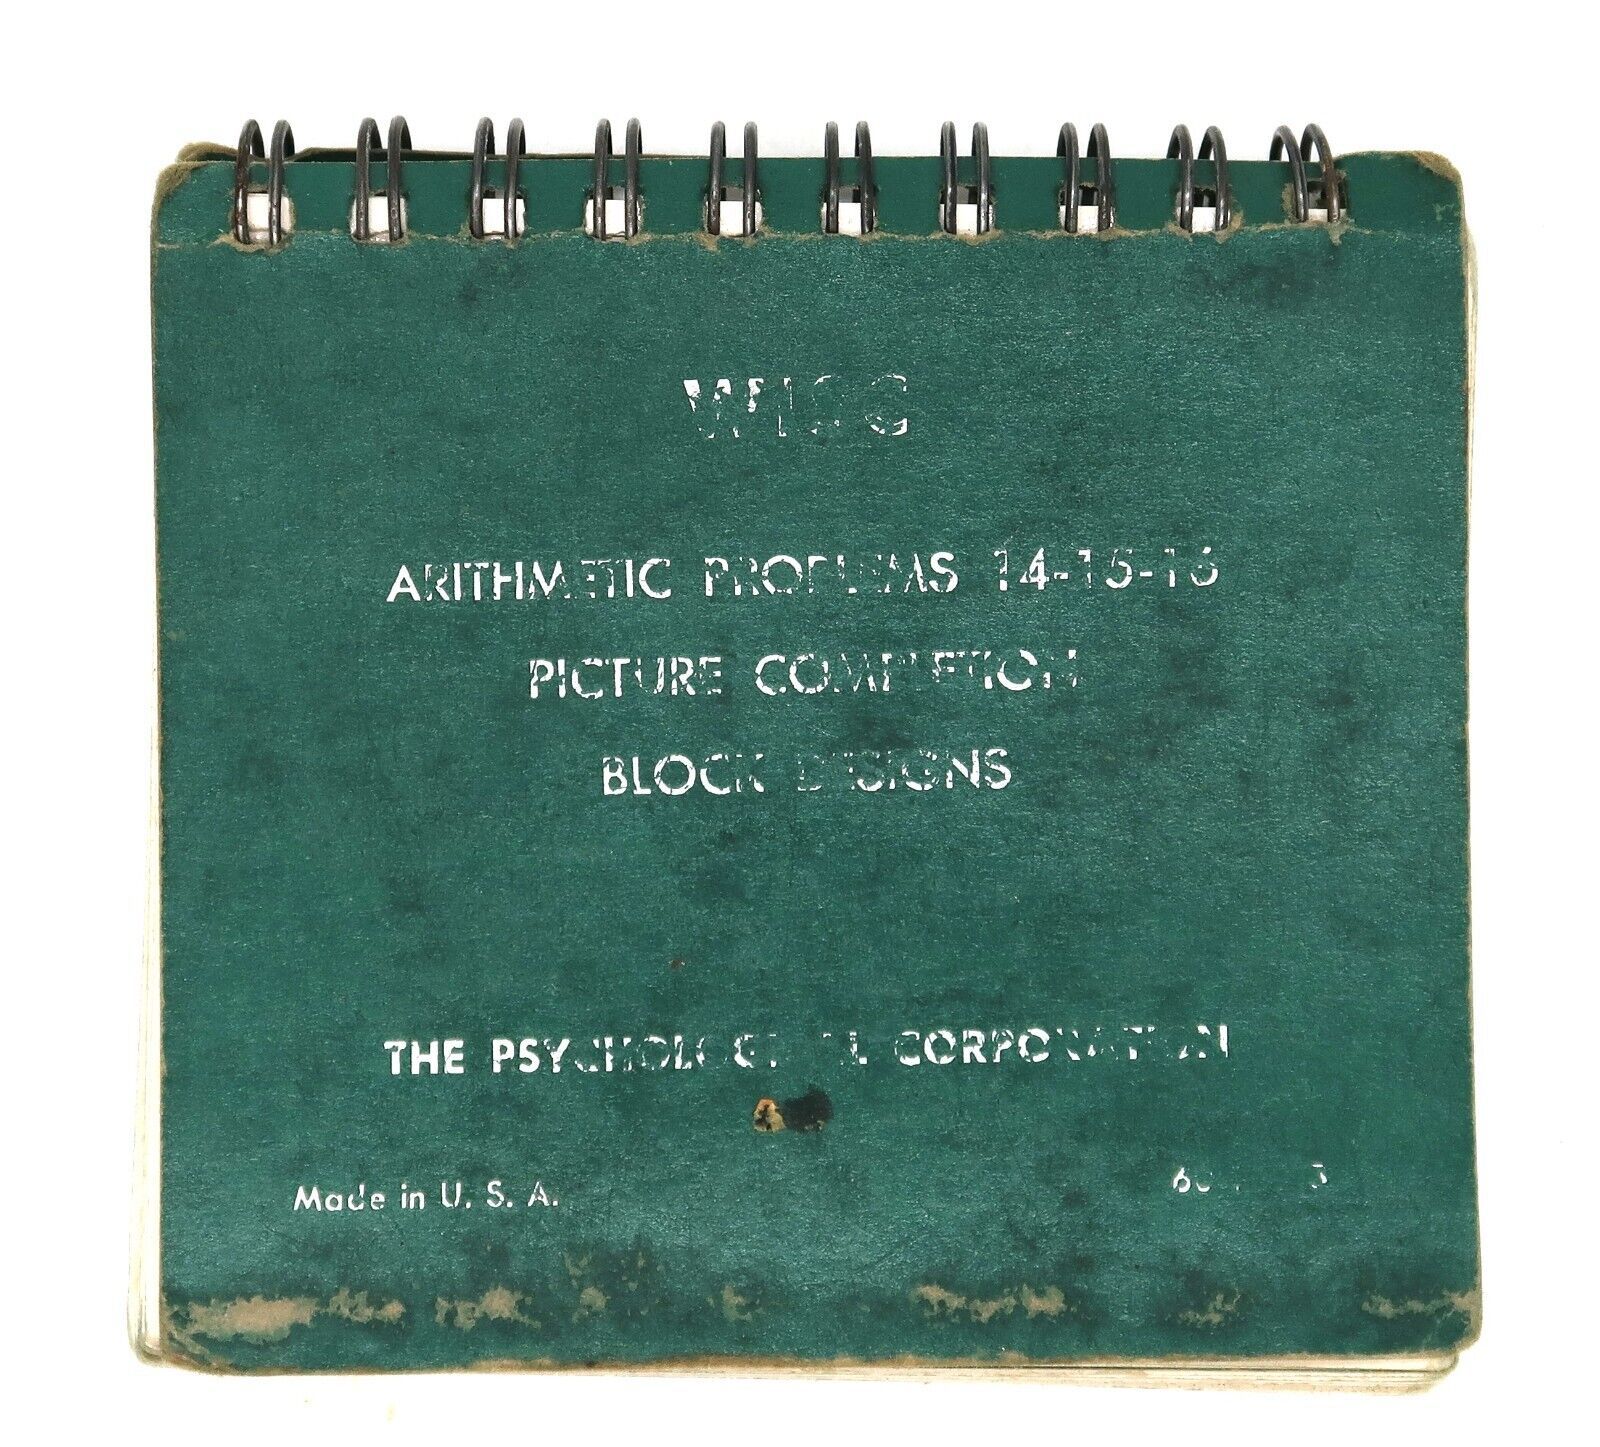 WISC
ARITHMETIC PROBLEMS 14-15-16
PICTURE COMPLETION
BLOCK DESIGNS
THE PSYCHOLOGICAL CORPORATION
Made in U. S. A.